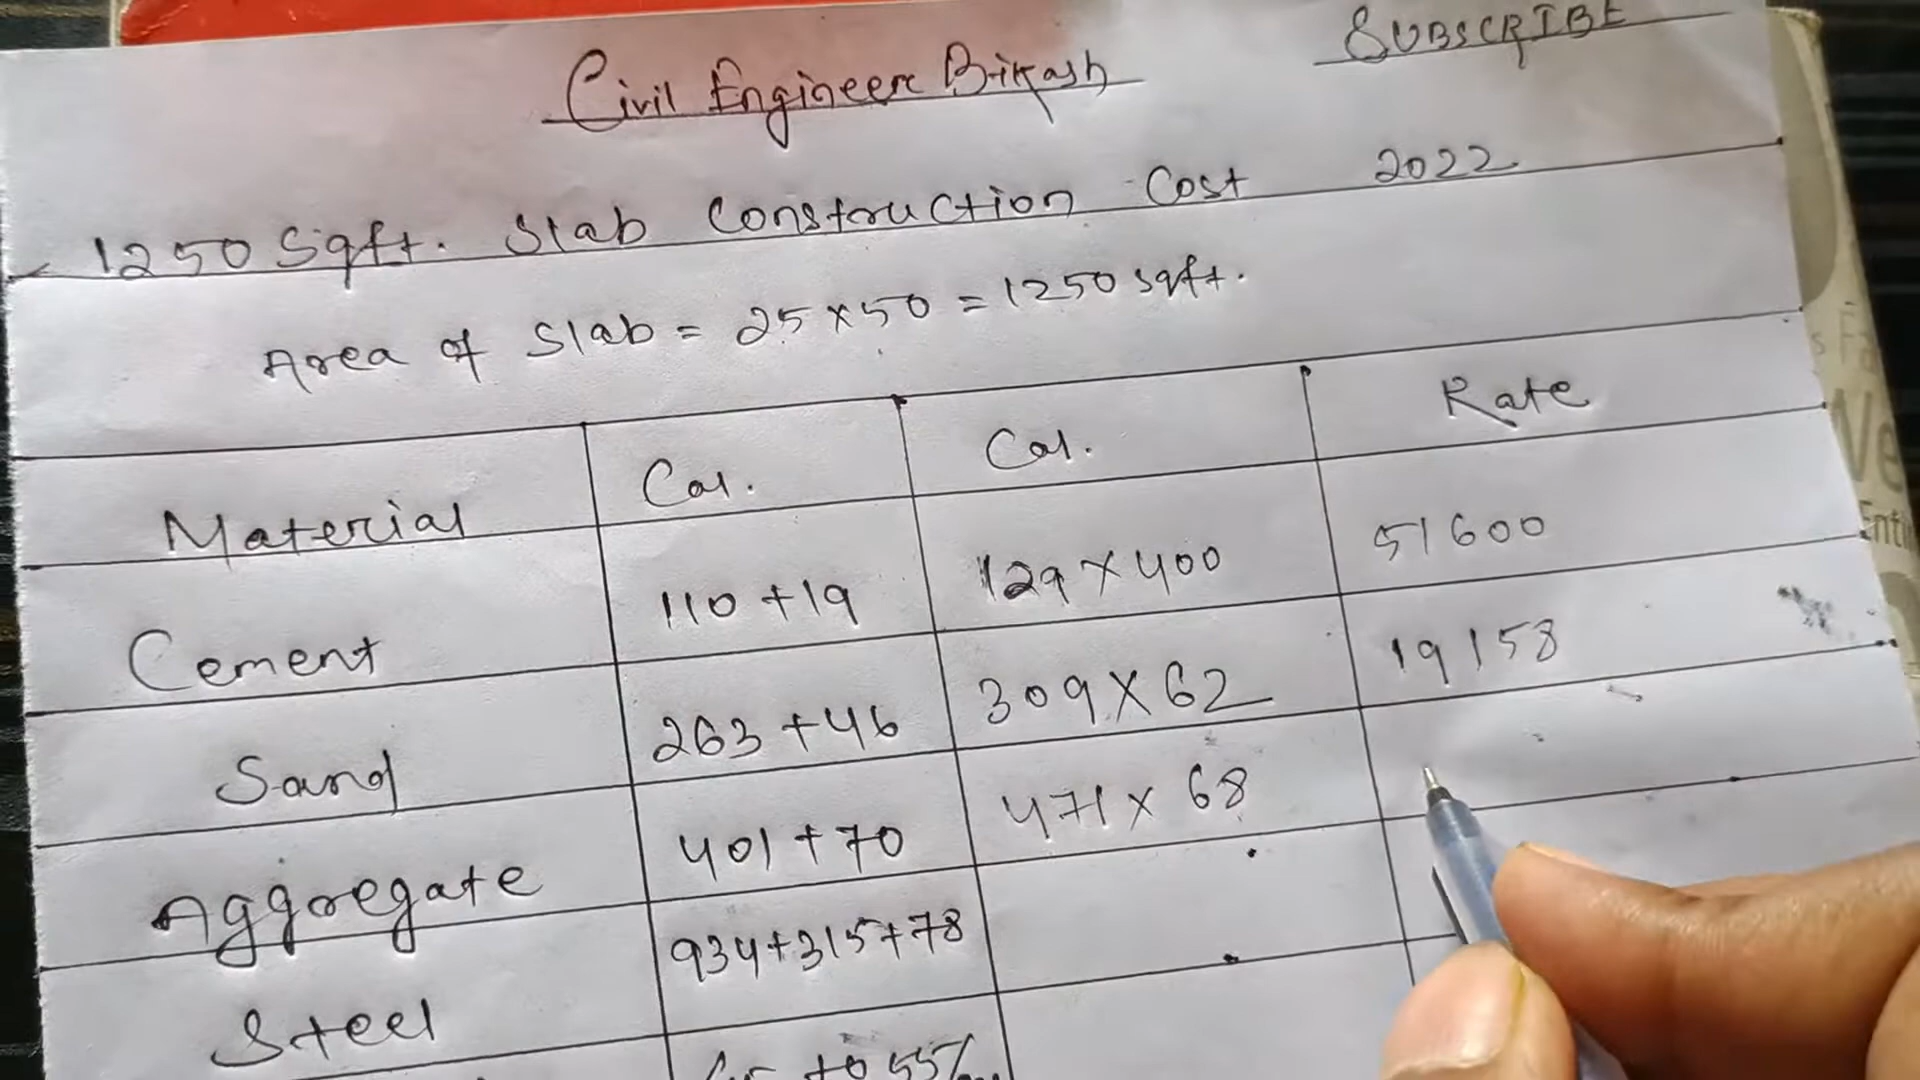 SUBSCRIBE
Civil Engineer Bikash
1250 Sqft. Slab Construction Cost 2022
Area of Slab = 25 × 50 = 1250 sqft.
Material Cal. Cal. Rate
Cement 110 + 19 129 × 400 51600
Sand 263 + 46 309 × 62 19158
Aggregate 401 + 70 471 × 68
Steel 934+315+78
to 55%